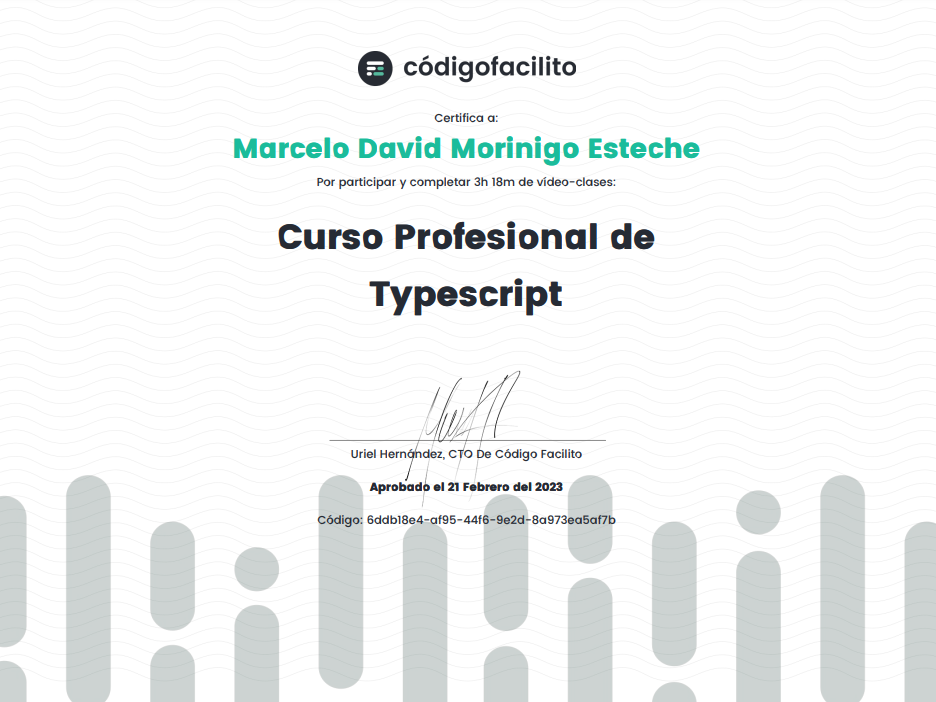 códigofacilito
Certifica a:
Marcelo David Morinigo Esteche
Por participar y completar 3h 18m de vídeo-clases:
Curso Profesional de
Typescript
Uriel Hernández, CTO De Código Facilito
Aprobado el 21 Febrero del 2023
Código: 6ddb18e4-af95-44f6-9e2d-8a973ea5af7b